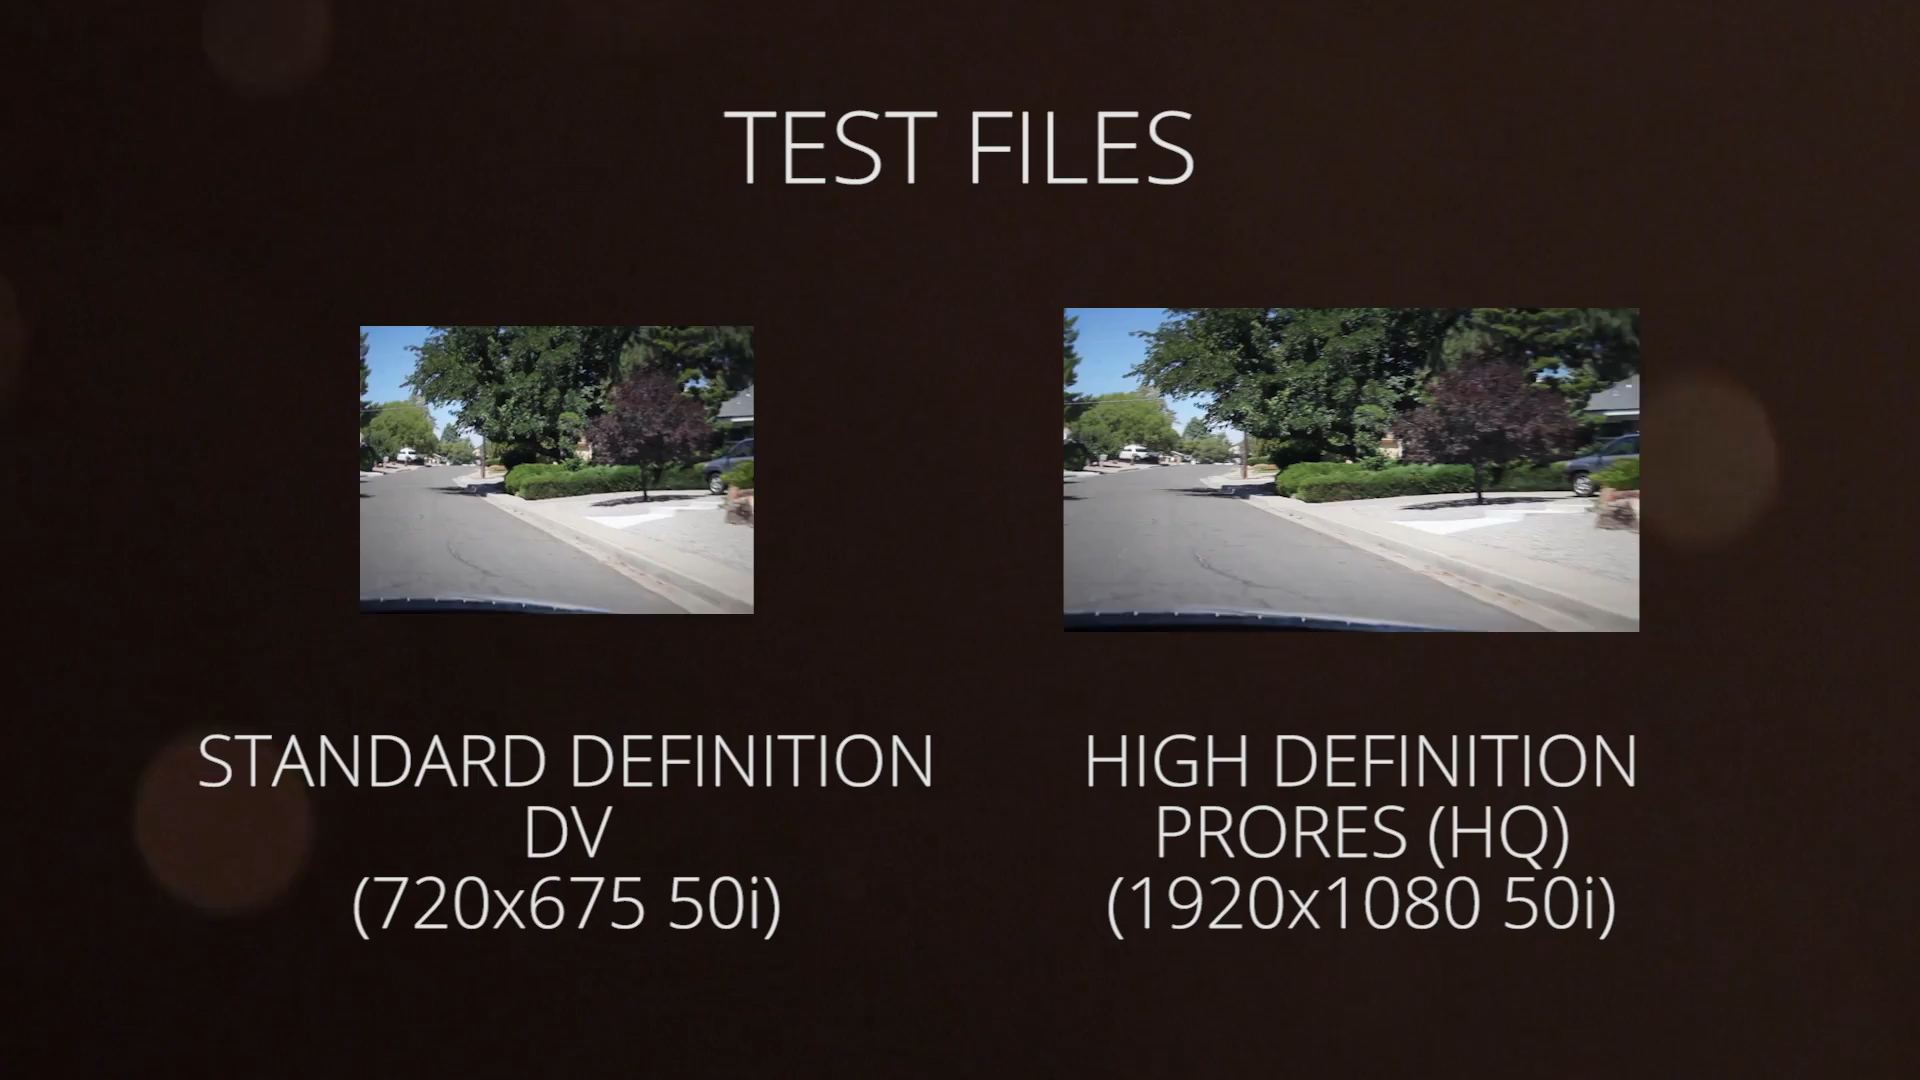 TEST FILES
STANDARD DEFINITION
DV
(720x675 50i)
HIGH DEFINITION
PRORES (HQ)
(1920x1080 50i)